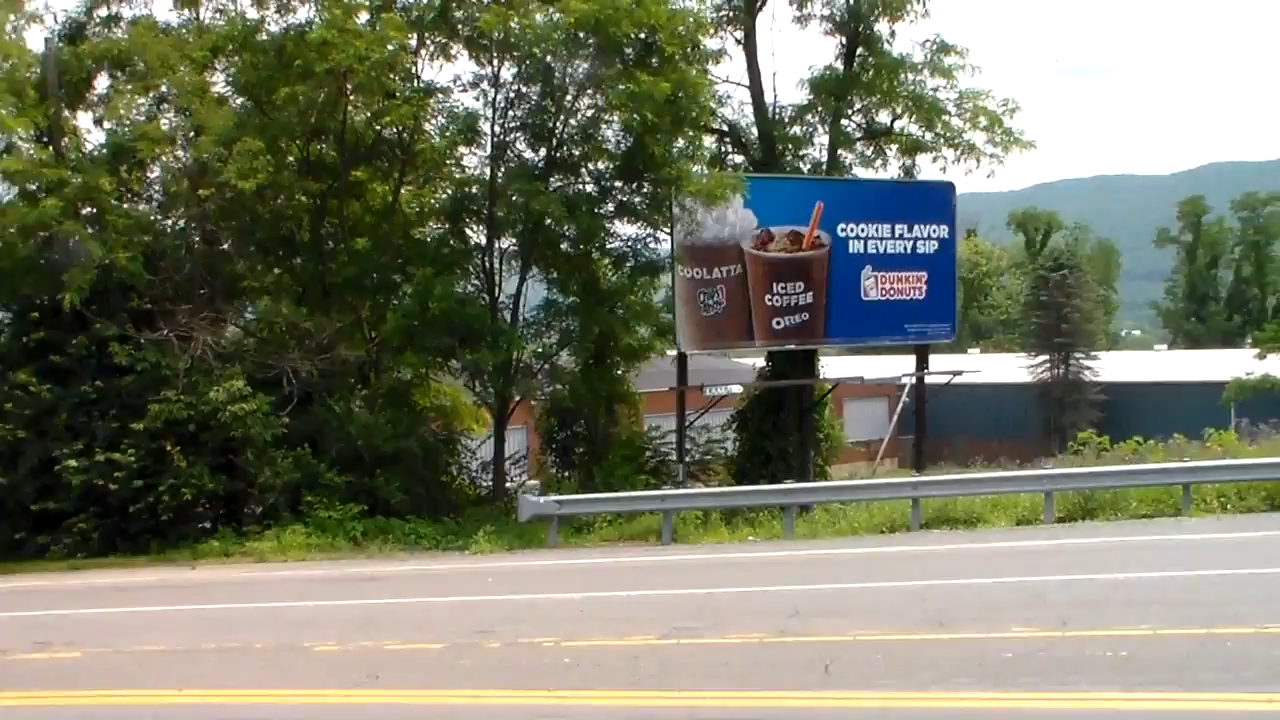 COOLATTA
ICED
COFFEE
OREO
COOKIE FLAVOR
IN EVERY SIP
DUNKIN'
DONUTS